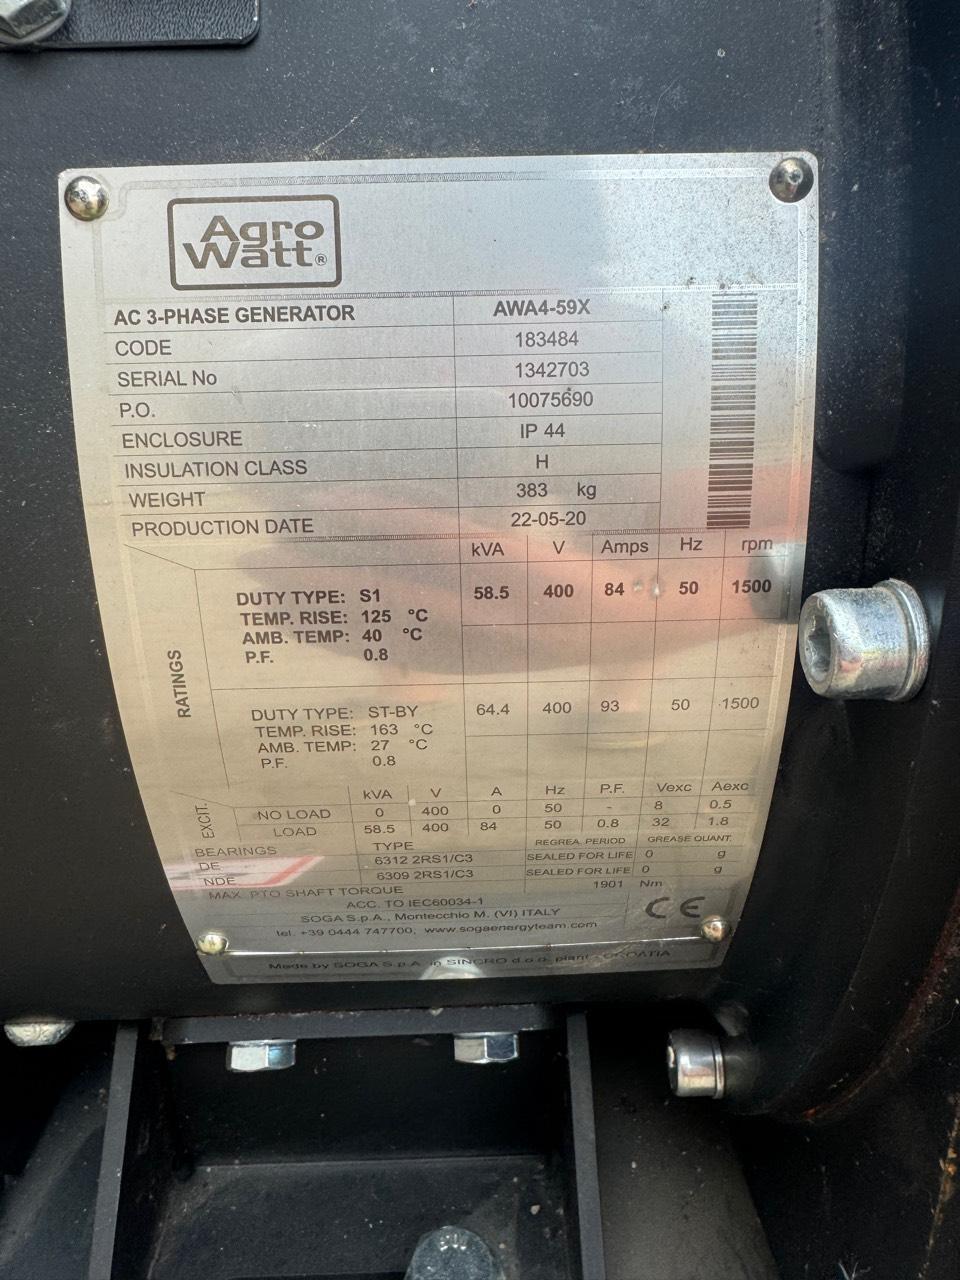 Agro
Watt®
AC 3-PHASE GENERATOR AWA4-59X
CODE 183484
SERIAL No 1342703
P.O. 10075690
ENCLOSURE IP 44
INSULATION CLASS H
WEIGHT 383 kg
PRODUCTION DATE 22-05-20
kVA V Amps Hz rpm
RATINGS
DUTY TYPE: S1 58.5 400 84 50 1500
TEMP. RISE: 125 °C
AMB. TEMP: 40 °C
P.F. 0.8
DUTY TYPE: ST-BY 64.4 400 93 50 1500
TEMP. RISE: 163 °C
AMB. TEMP: 27 °C
P.F. 0.8
EXCIT.
kVA V A Hz P.F. Vexc Aexc
NO LOAD 0 400 0 50 - 8 0.5
LOAD 58.5 400 84 50 0.8 32 1.8
BEARINGS TYPE REGREA. PERIOD GREASE QUANT.
DE 6312 2RS1/C3 SEALED FOR LIFE 0 g
NDE 6309 2RS1/C3 SEALED FOR LIFE 0 g
MAX. PTO SHAFT TORQUE 1901 Nm
ACC. TO IEC60034-1
SOGA S.p.A., Montecchio M. (VI) ITALY
tel. +39 0444 747700, www.sogaenergyteam.com
CE
Made by SOGA S.p.A. in SINCRO d.o.o. plant - CROATIA